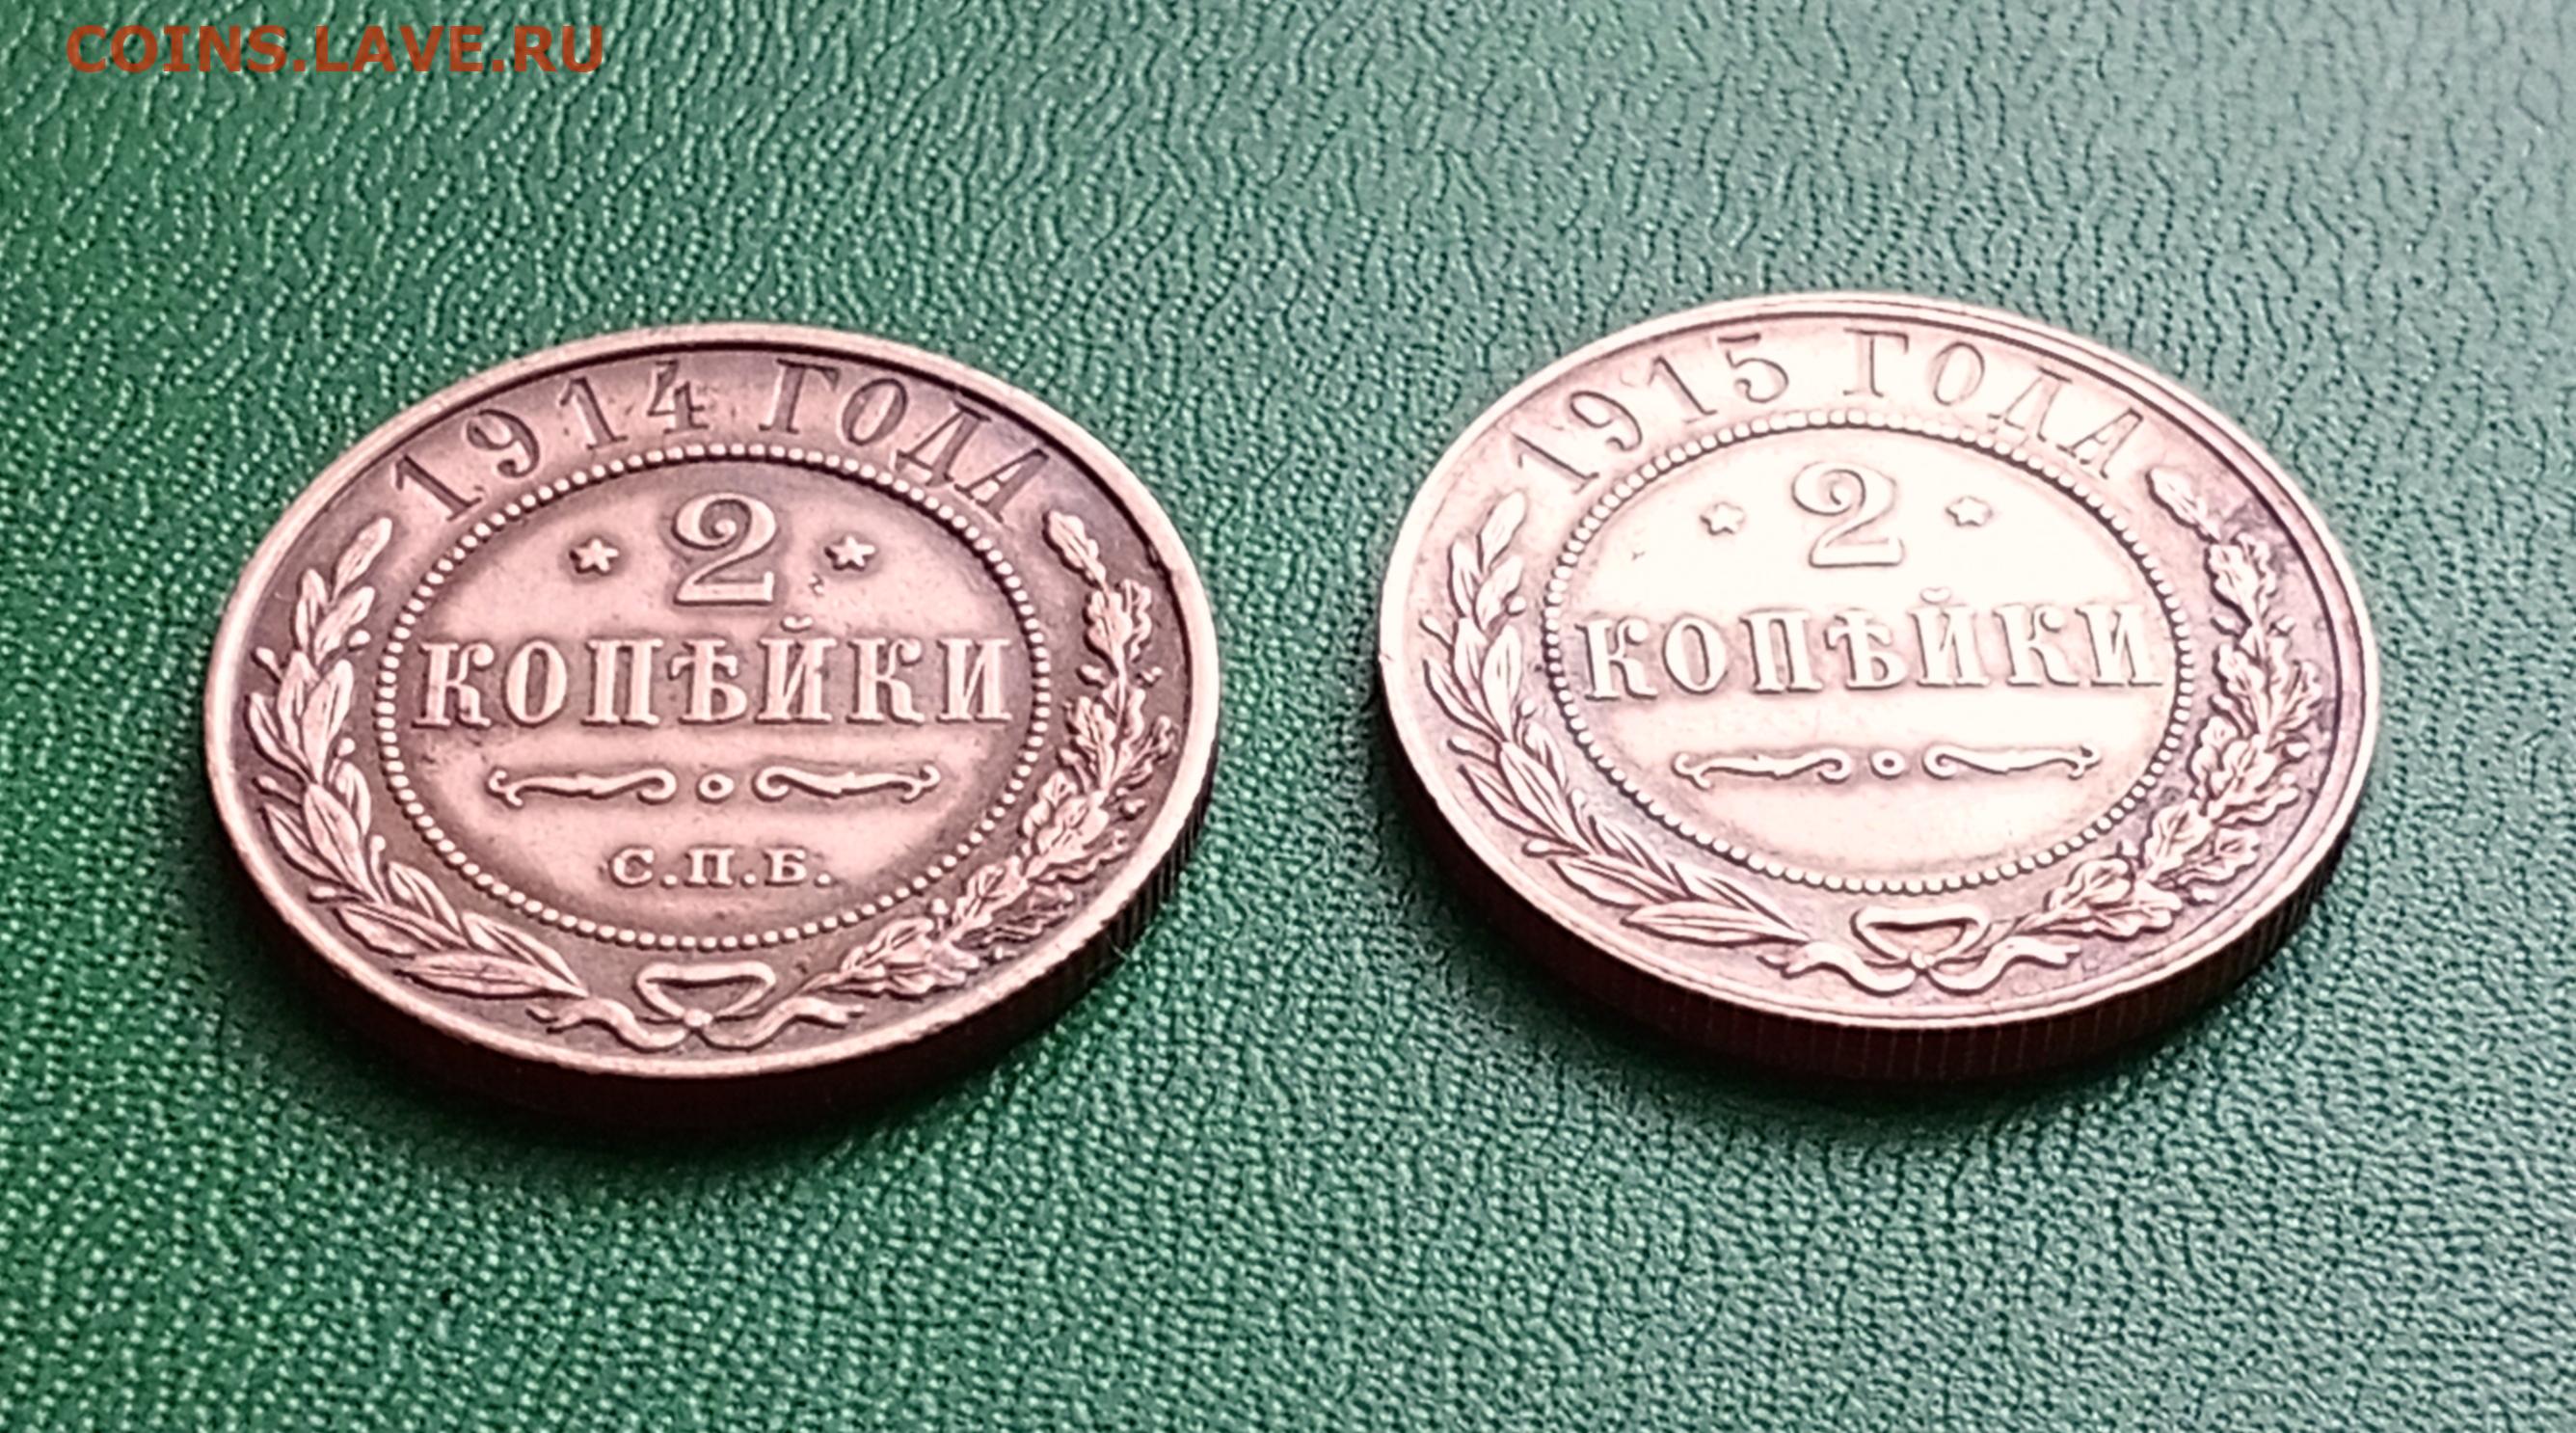 COINS.LAVE.RU
1914 ГОДА
2
КОПѢЙКИ
С.П.Б.
1915 ГОДА
2
КОПѢЙКИ